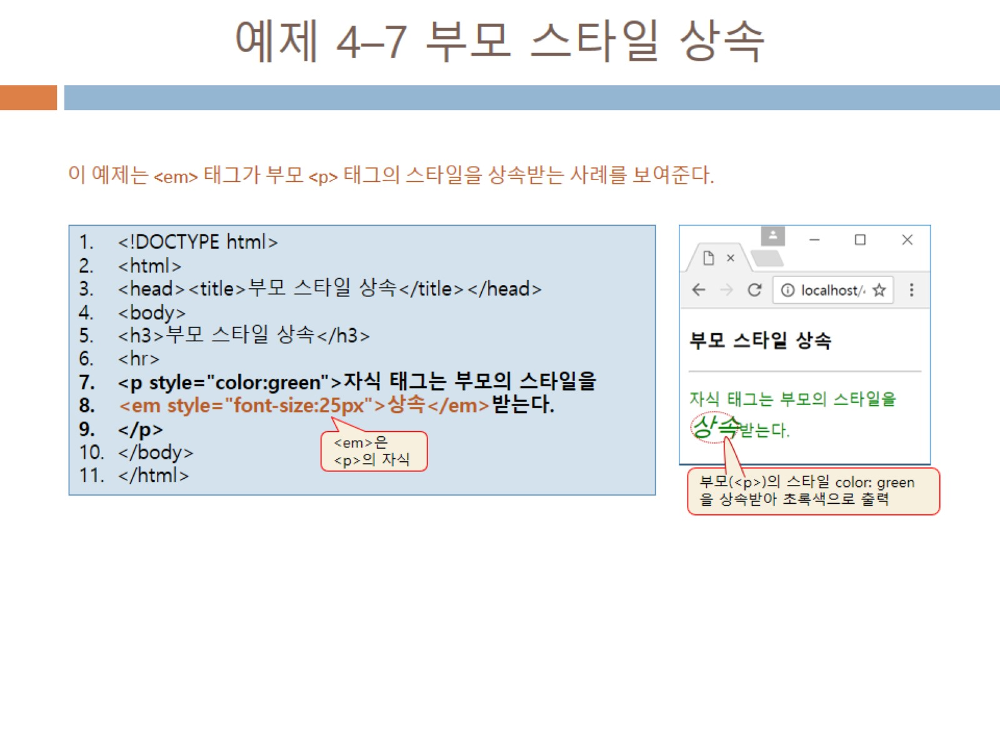 예제 4–7 부모 스타일 상속
이 예제는 <em> 태그가 부모 <p> 태그의 스타일을 상속받는 사례를 보여준다.
1. <!DOCTYPE html>
2. <html>
3. <head><title>부모 스타일 상속</title></head>
4. <body>
5. <h3>부모 스타일 상속</h3>
6. <hr>
7. <p style="color:green">자식 태그는 부모의 스타일을
8. <em style="font-size:25px">상속</em>받는다.
9. </p>
10. </body>
11. </html>
<em>은
<p>의 자식
localhost/
부모 스타일 상속
자식 태그는 부모의 스타일을
상속받는다.
부모(<p>)의 스타일 color: green
을 상속받아 초록색으로 출력